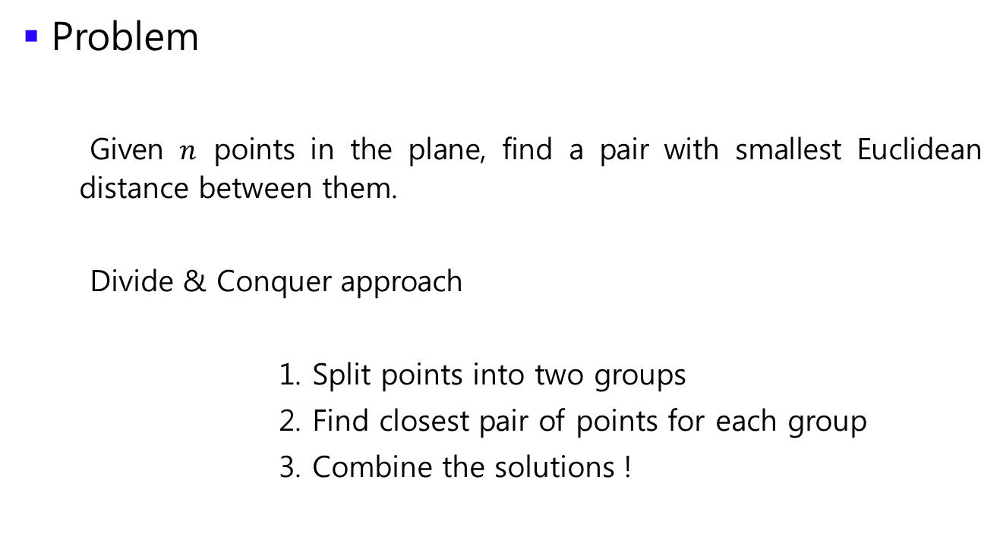 ▪ Problem
Given n points in the plane, find a pair with smallest Euclidean
distance between them.
Divide & Conquer approach
1. Split points into two groups
2. Find closest pair of points for each group
3. Combine the solutions !